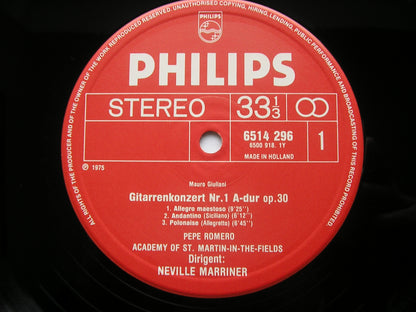 ALL RIGHTS OF THE PRODUCER AND OF THE OWNER OF THE WORK REPRODUCED RESERVED. UNAUTHORISED COPYING, HIRING, LENDING, PUBLIC PERFORMANCE AND BROADCASTING OF THIS RECORD PROHIBITED.
PHILIPS
PHILIPS
STEREO 33 1/3
6514 296 1
6500 918. 1Y
MADE IN HOLLAND
℗ 1975
Mauro Giuliani
Gitarrenkonzert Nr.1 A-dur op.30
1. Allegro maestoso (9'25'')
2. Andantino (Siciliano) (6'12'')
3. Polonaise (Allegretto) (6'45'')
PEPE ROMERO
ACADEMY OF ST. MARTIN-IN-THE-FIELDS
Dirigent:
NEVILLE MARRINER